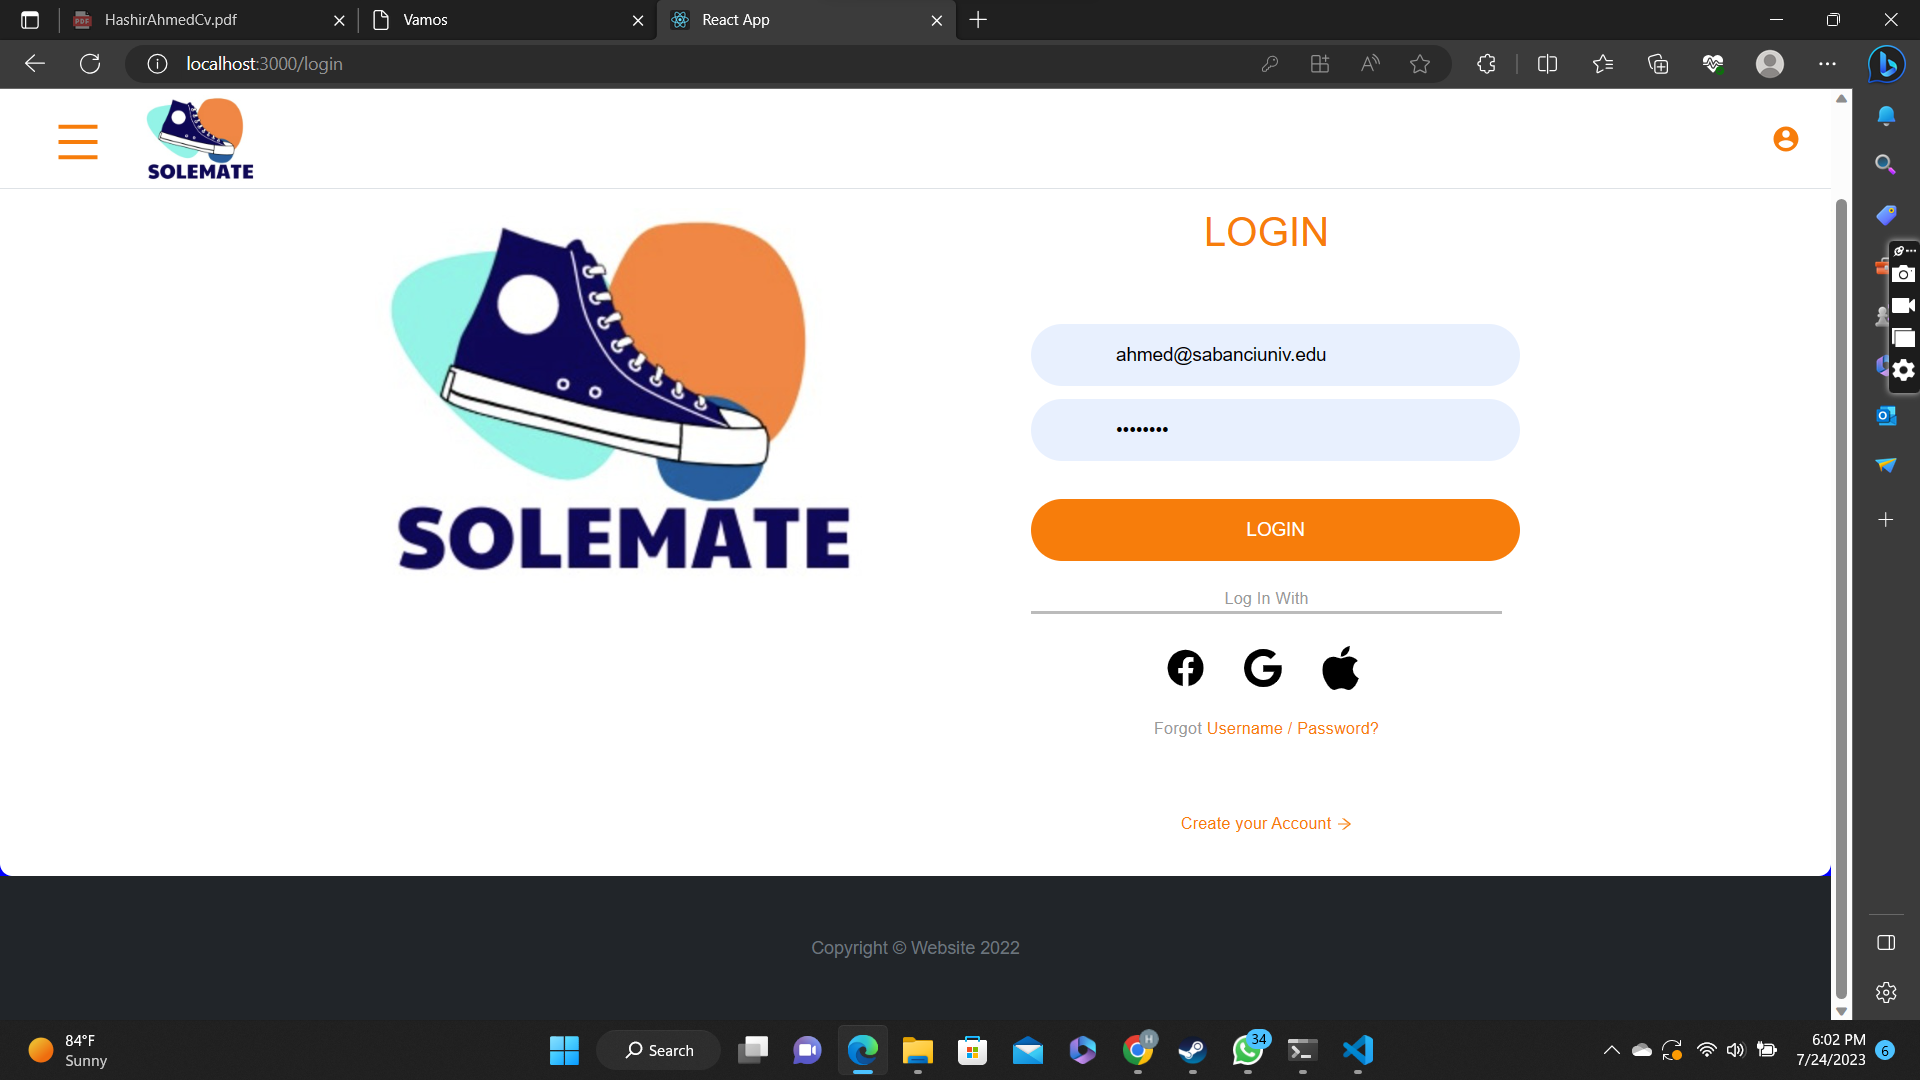 HashirAhmedCv.pdf
Vamos
React App
localhost:3000/login
SOLEMATE
LOGIN
SOLEMATE
ahmed@sabanciuniv.edu
••••••••
LOGIN
Log In With
Forgot Username / Password?
Create your Account →
Copyright © Website 2022
84°F
Sunny
Search
H
34
6:02 PM
7/24/2023
6